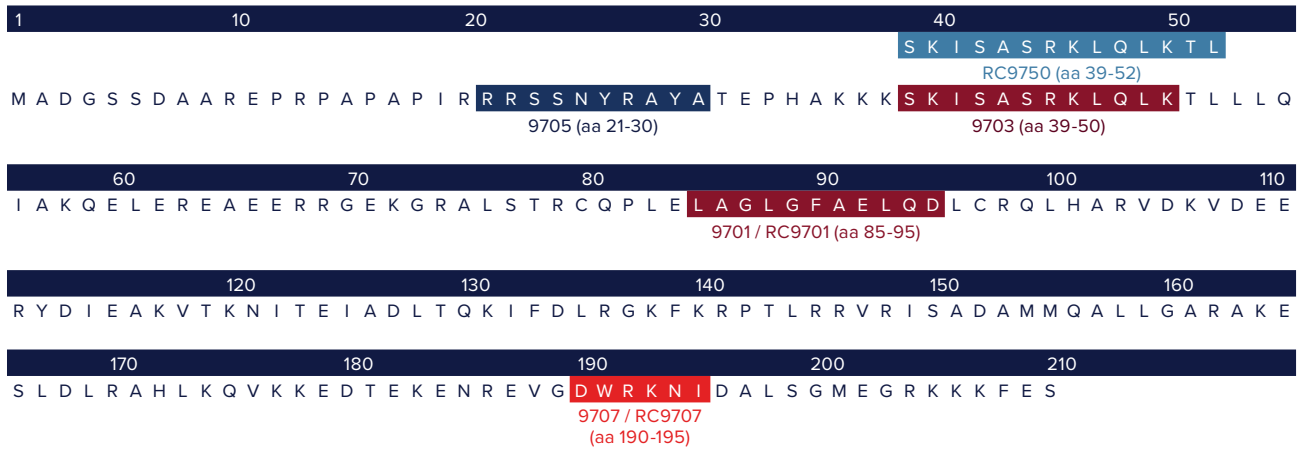 1 10 20 30 40 50
S K I S A S R K L Q L K T L
RC9750 (aa 39-52)
M A D G S S D A A R E P R P A P A P I R R R S S N Y R A Y A T E P H A K K K S K I S A S R K L Q L K T L L L Q
9705 (aa 21-30) 9703 (aa 39-50)
60 70 80 90 100 110
I A K Q E L E R E A E E R R G E K G R A L S T R C Q P L E L A G L G F A E L Q D L C R Q L H A R V D K V D E E
9701 / RC9701 (aa 85-95)
120 130 140 150 160
R Y D I E A K V T K N I T E I A D L T Q K I F D L R G K F K R P T L R R V R I S A D A M M Q A L L G A R A K E
170 180 190 200 210
S L D L R A H L K Q V K K E D T E K E N R E V G D W R K N I D A L S G M E G R K K K F E S
9707 / RC9707
(aa 190-195)